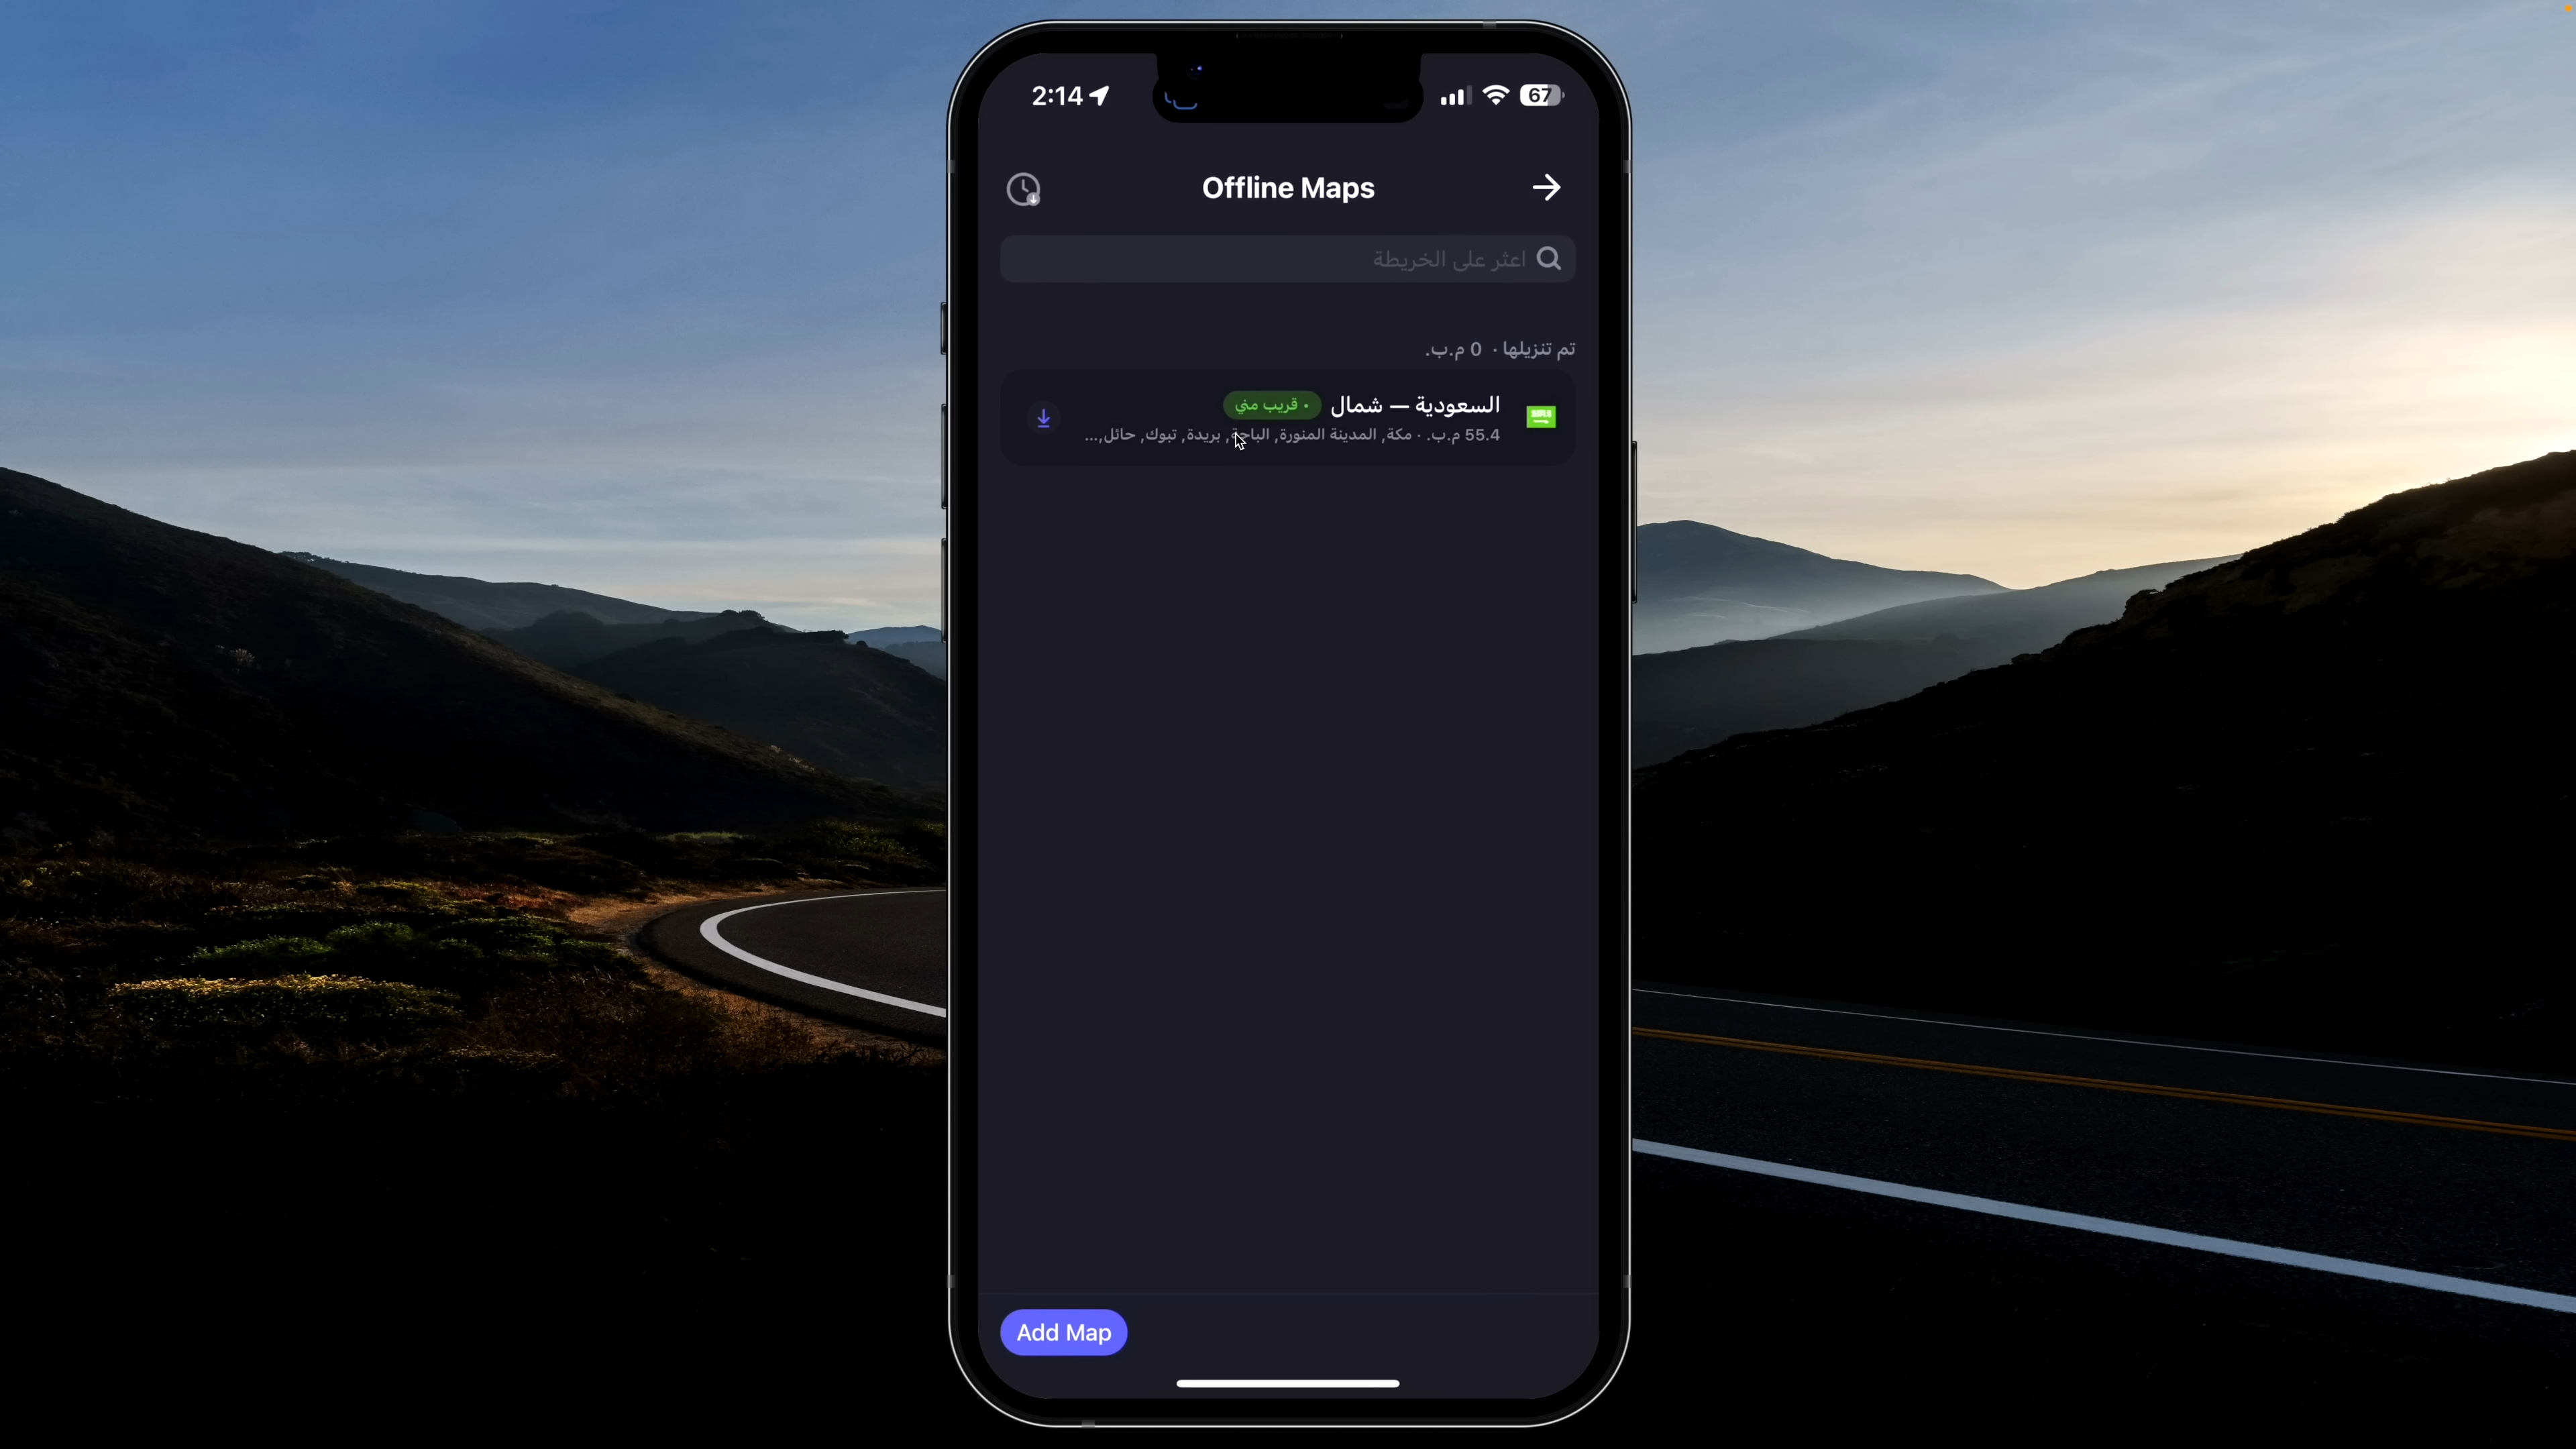 2:14
67
Offline Maps
اعثر على الخريطة
تم تنزيلها · 0 م.ب.
السعودية — شمال
• قريب مني
55.4 م.ب. · مكة, المدينة المنورة, الباحة, بريدة, تبوك, حائل,...
Add Map